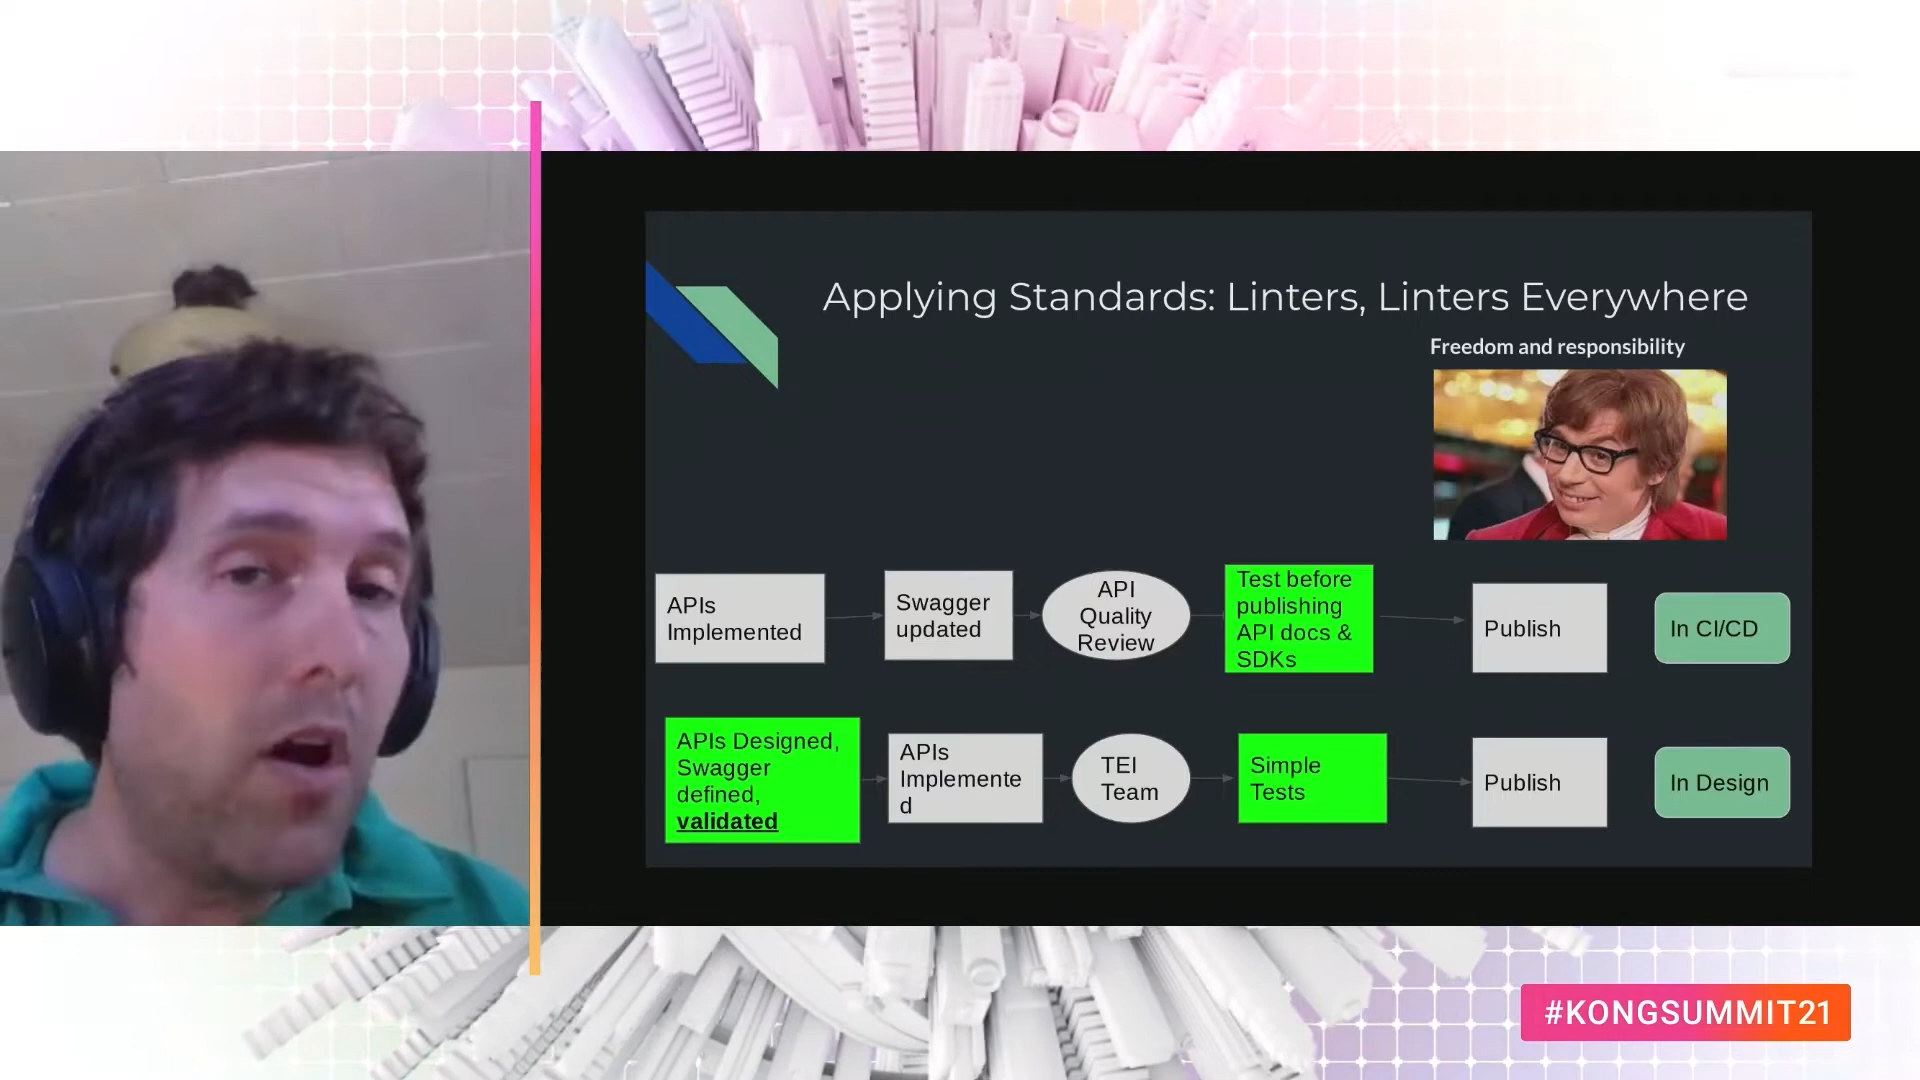 Applying Standards: Linters, Linters Everywhere
Freedom and responsibility
APIs
Implemented
Swagger
updated
API
Quality
Review
Test before
publishing
API docs &
SDKs
Publish
In CI/CD
APIs Designed,
Swagger
defined,
validated
APIs
Implemente
d
TEI
Team
Simple
Tests
Publish
In Design
#KONGSUMMIT21